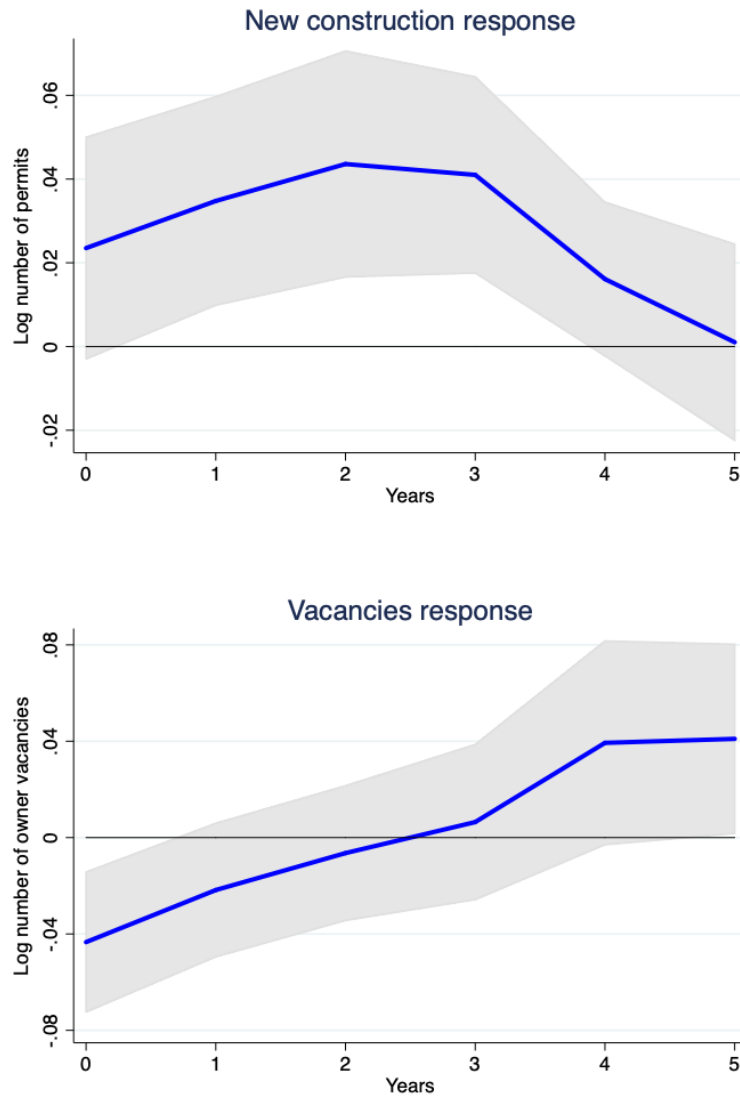 New construction response
Log number of permits
.06
.04
.02
0
-.02
0 1 2 3 4 5
Years
Vacancies response
Log number of owner vacancies
.08
.04
0
-.04
-.08
0 1 2 3 4 5
Years